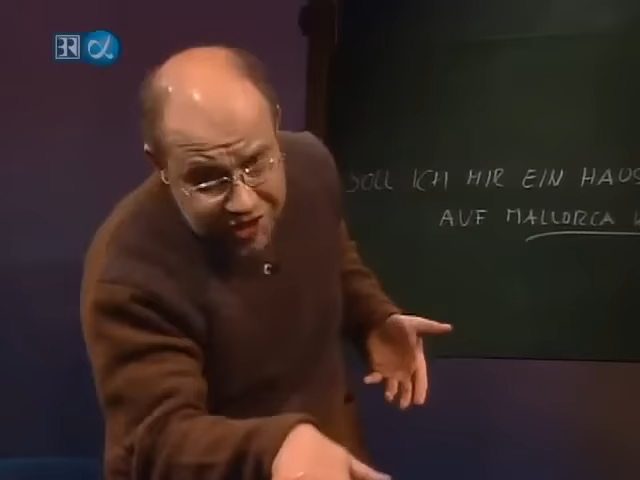 BR α
SOLL ICH MIR EIN HAUS
AUF MALLORCA